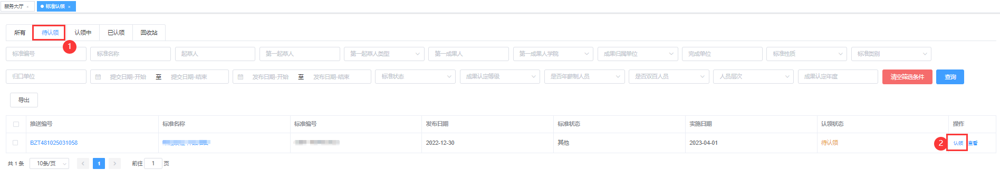 服务大厅 × 标准认领 ×
所有 待认领 认领中 已认领 回收站
1
标准编号 标准名称 起草人 第一起草人 第一起草人类型 第一成果人 第一成果人学院 成果归属单位 完成单位 标准性质 标准类别
归口单位 提交日期-开始 至 提交日期-结束 发布日期-开始 至 发布日期-结束 标准状态 成果认定等级 是否年薪制人员 是否双百人员 人员层次 成果认定年度 清空筛选条件 查询
导出
推送编号 标准名称 标准编号 发布日期 标准状态 实施日期 认领状态 操作
BZT481025031058 2022-12-30 其他 2023-04-01 待认领 2 认领 查看
共 1 条 10条/页 < 1 > 前往 1 页